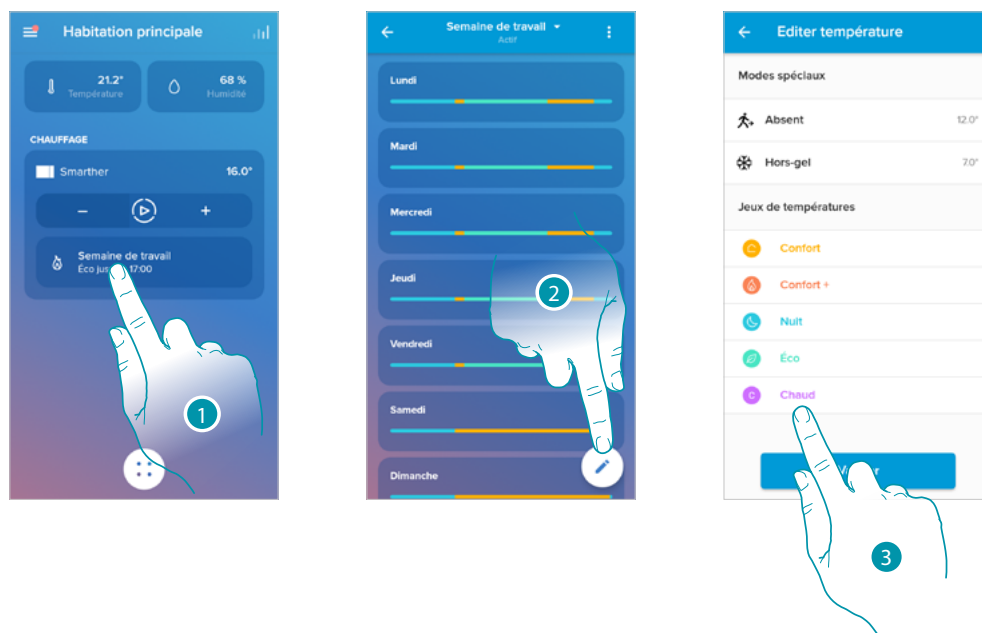 Habitation principale
21.2°
Température
68 %
Humidité
CHAUFFAGE
Smarther
16.0°
Semaine de travail
Éco 17:00
1
Semaine de travail
Actif
Lundi
Mardi
Mercredi
Jeudi
Vendredi
Samedi
Dimanche
2
Editer température
Modes spéciaux
Absent
12.0°
Hors-gel
7.0°
Jeux de températures
Confort
Confort +
Nuit
Éco
C Chaud
3